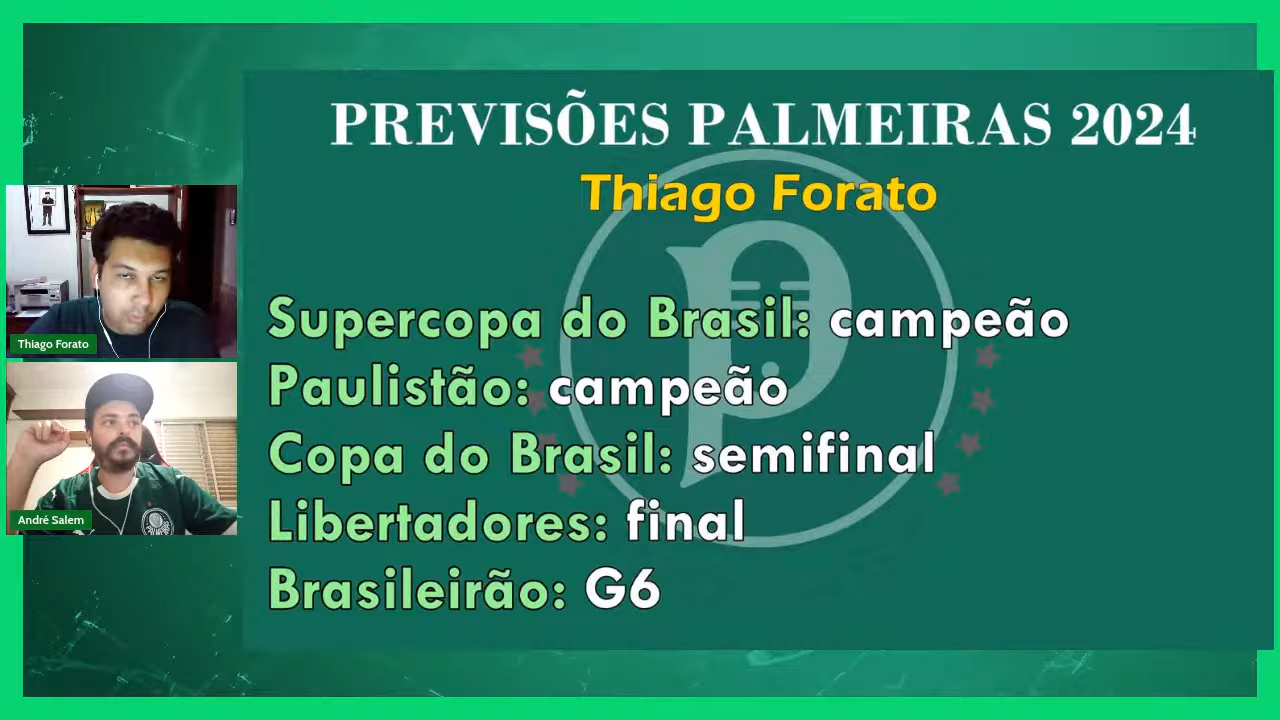 PREVISÕES PALMEIRAS 2024
Thiago Forato
Supercopa do Brasil: campeão
Paulistão: campeão
Copa do Brasil: semifinal
Libertadores: final
Brasileirão: G6
Thiago Forato
André Salem